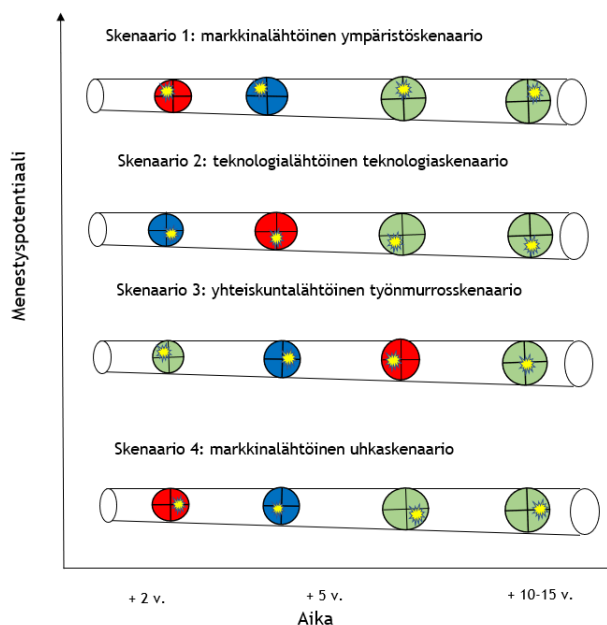 Skenaario 1: markkinalähtöinen ympäristöskenaario
Skenaario 2: teknologialähtöinen teknologiaskenaario
Menestyspotentiaali
Skenaario 3: yhteiskuntalähtöinen työnmurrosskenaario
Skenaario 4: markkinalähtöinen uhkaskenaario
+ 2 v.
+ 5 v.
+ 10-15 v.
Aika